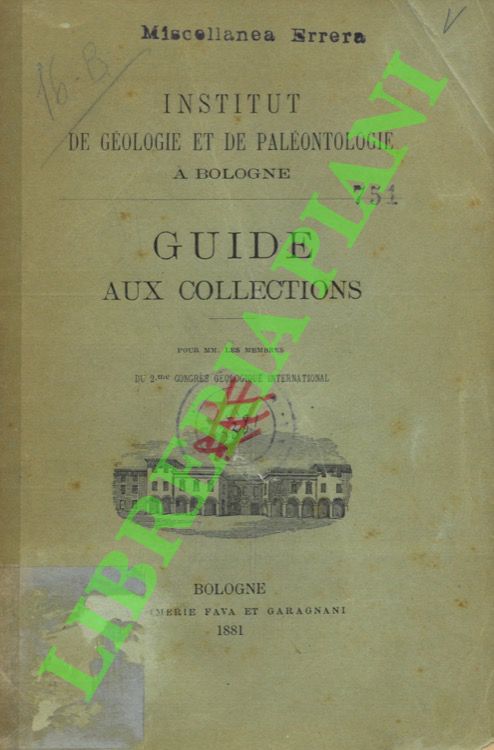 Miscellanea Errera
V
16-B
INSTITUT
DE GÉOLOGIE ET DE PALÉONTOLOGIE
À BOLOGNE
751
GUIDE
AUX COLLECTIONS
POUR MM. LES MEMBRES
DU 2.me CONGRÈS GÉOLOGIQUE INTERNATIONAL
BOLOGNE
FAVA ET GARAGNANI
1881
LIBRERIA PIANI